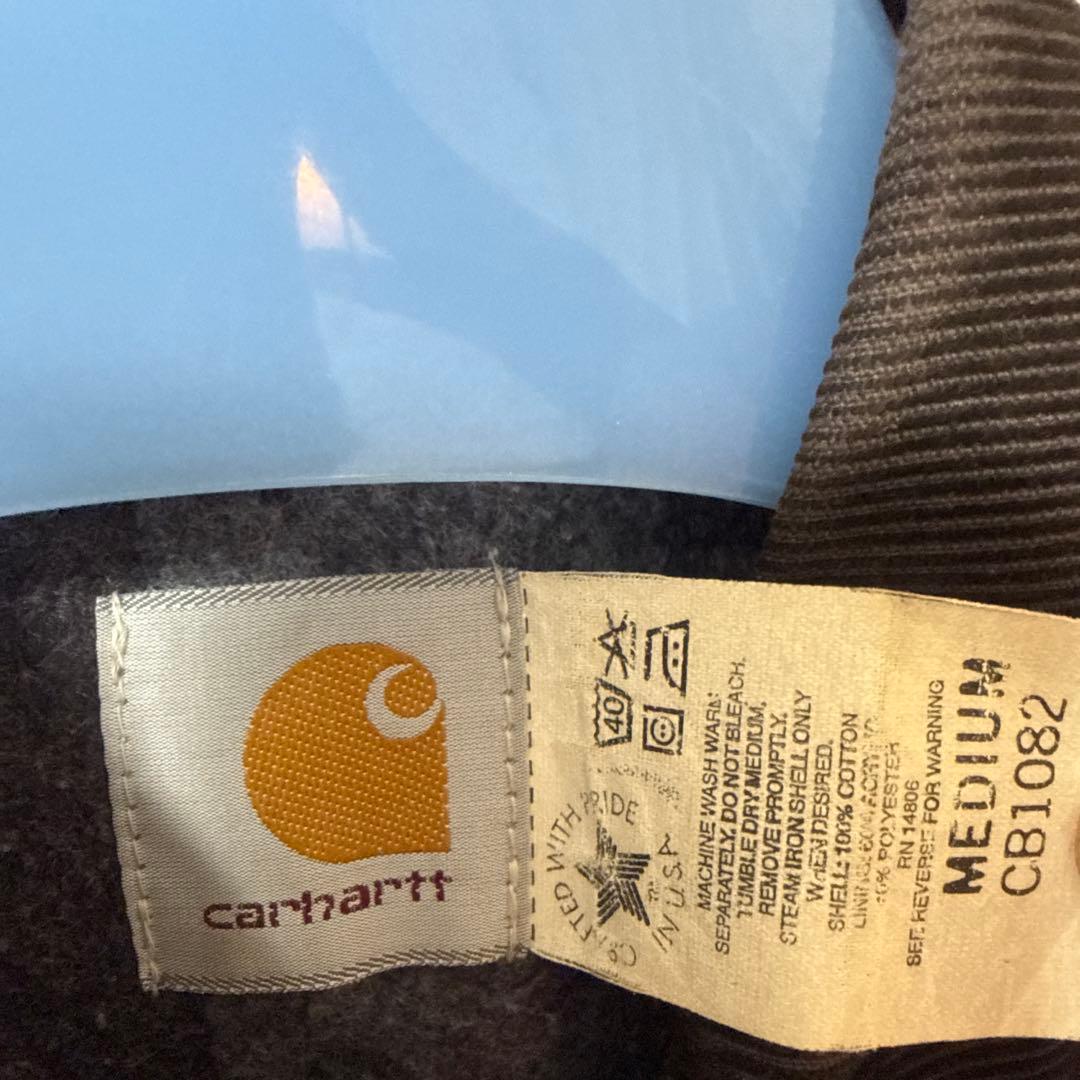 carhartt
40
CRAFTED WITH PRIDE
IN U.S.A.
TM
MACHINE WASH WARM
SEPARATELY. DO NOT BLEACH.
TUMBLE DRY MEDIUM,
REMOVE PROMPTLY.
STEAM IRON SHELL ONLY
WHEN DESIRED.
SHELL: 100% COTTON
POLYESTER
RN 14806
SEE REVERSE FOR WARNING
MEDIUM
CB1082